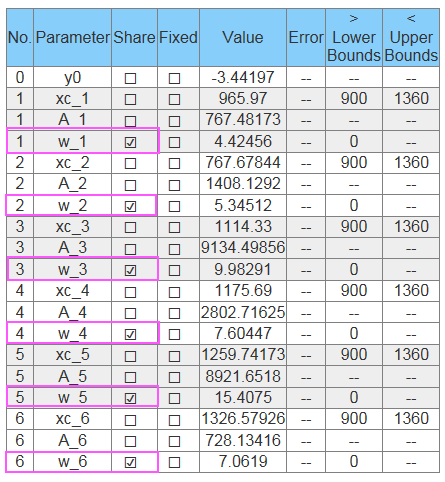 No. Parameter Share Fixed Value Error > Lower Bounds < Upper Bounds
0 y0 -3.44197 -- -- --
1 xc_1 965.97 -- 900 1360
1 A_1 767.48173 -- -- --
1 w_1 4.42456 -- 0 --
2 xc_2 767.67844 -- 900 1360
2 A_2 1408.1292 -- -- --
2 w_2 5.34512 -- 0 --
3 xc_3 1114.33 -- 900 1360
3 A_3 9134.49856 -- -- --
3 w_3 9.98291 -- 0 --
4 xc_4 1175.69 -- 900 1360
4 A_4 2802.71625 -- -- --
4 w_4 7.60447 -- 0 --
5 xc_5 1259.74173 -- 900 1360
5 A_5 8921.6518 -- -- --
5 w_5 15.4075 -- 0 --
6 xc_6 1326.57926 -- 900 1360
6 A_6 728.13416 -- -- --
6 w_6 7.0619 -- 0 --